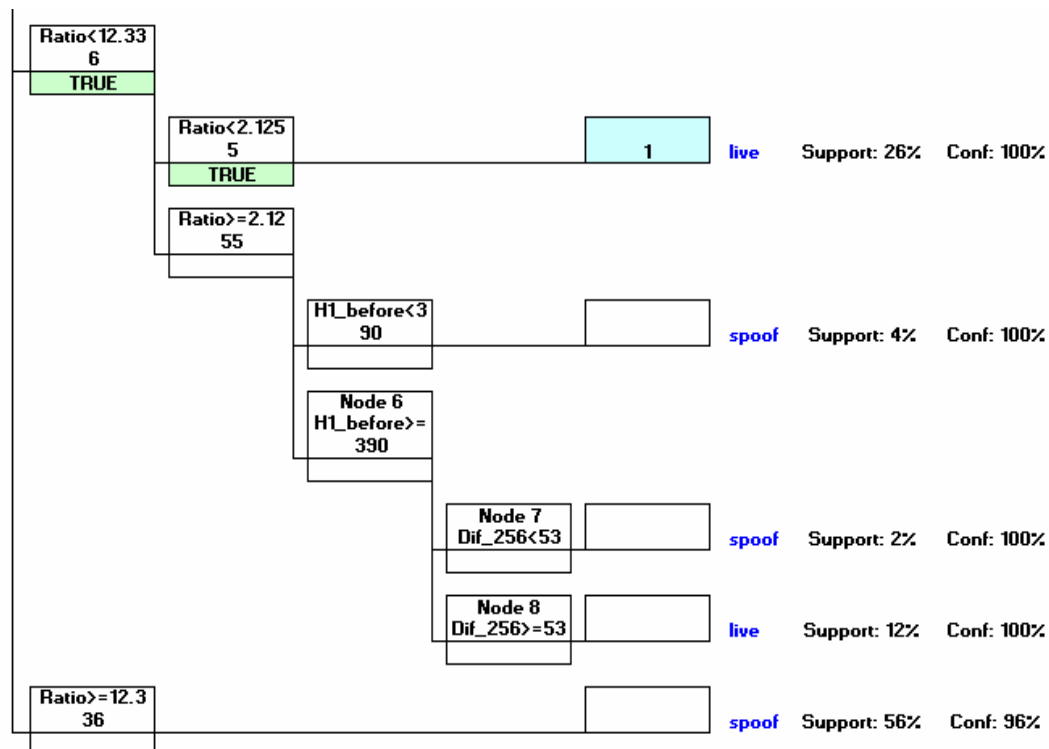 Ratio<12.33
6
TRUE
Ratio<2.125
5
TRUE
1
live Support: 26% Conf: 100%
Ratio>=2.12
55
H1_before<3
90
spoof Support: 4% Conf: 100%
Node 6
H1_before>=
390
Node 7
Dif_256<53
spoof Support: 2% Conf: 100%
Node 8
Dif_256>=53
live Support: 12% Conf: 100%
Ratio>=12.3
36
spoof Support: 56% Conf: 96%